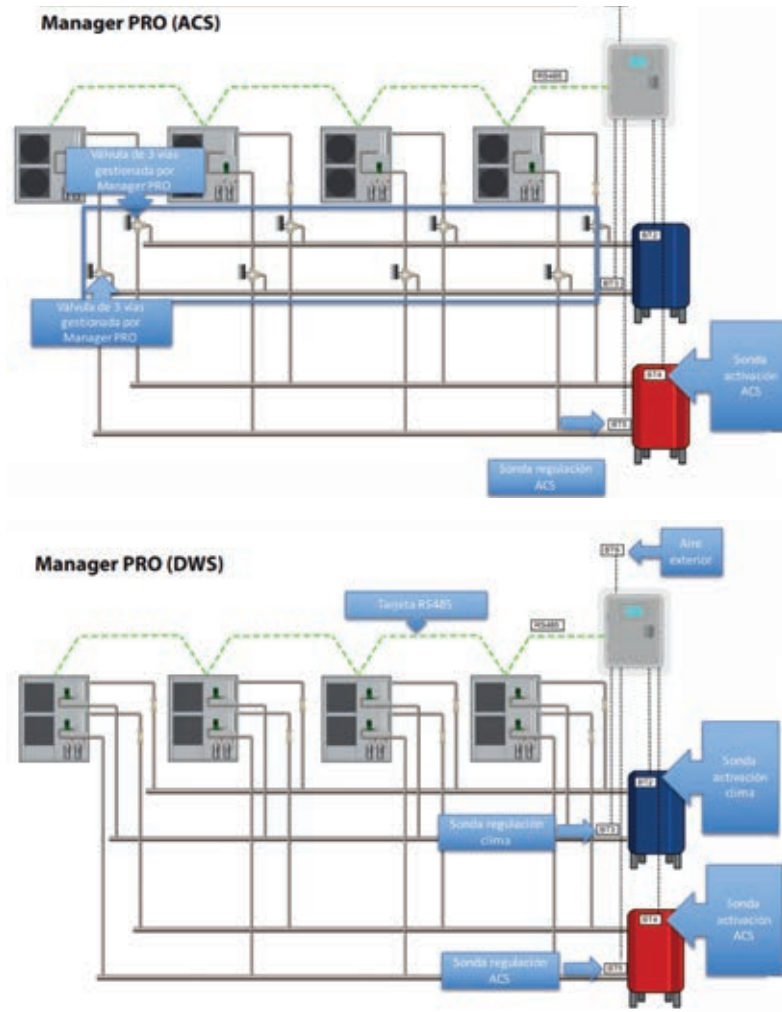 Manager PRO (ACS)
RS485
Válvula de 3 vías
gestionada por
Manager PRO
BT2
BT3
Válvula de 3 vías
gestionada por
Manager PRO
BT4
Sonda
activación
ACS
BT5
Sonda regulación
ACS
Manager PRO (DWS)
BT6
Aire
exterior
Tarjeta RS485
RS485
BT2
Sonda
activación
clima
Sonda regulación
clima
BT3
BT4
Sonda
activación
ACS
Sonda regulación
ACS
BT5